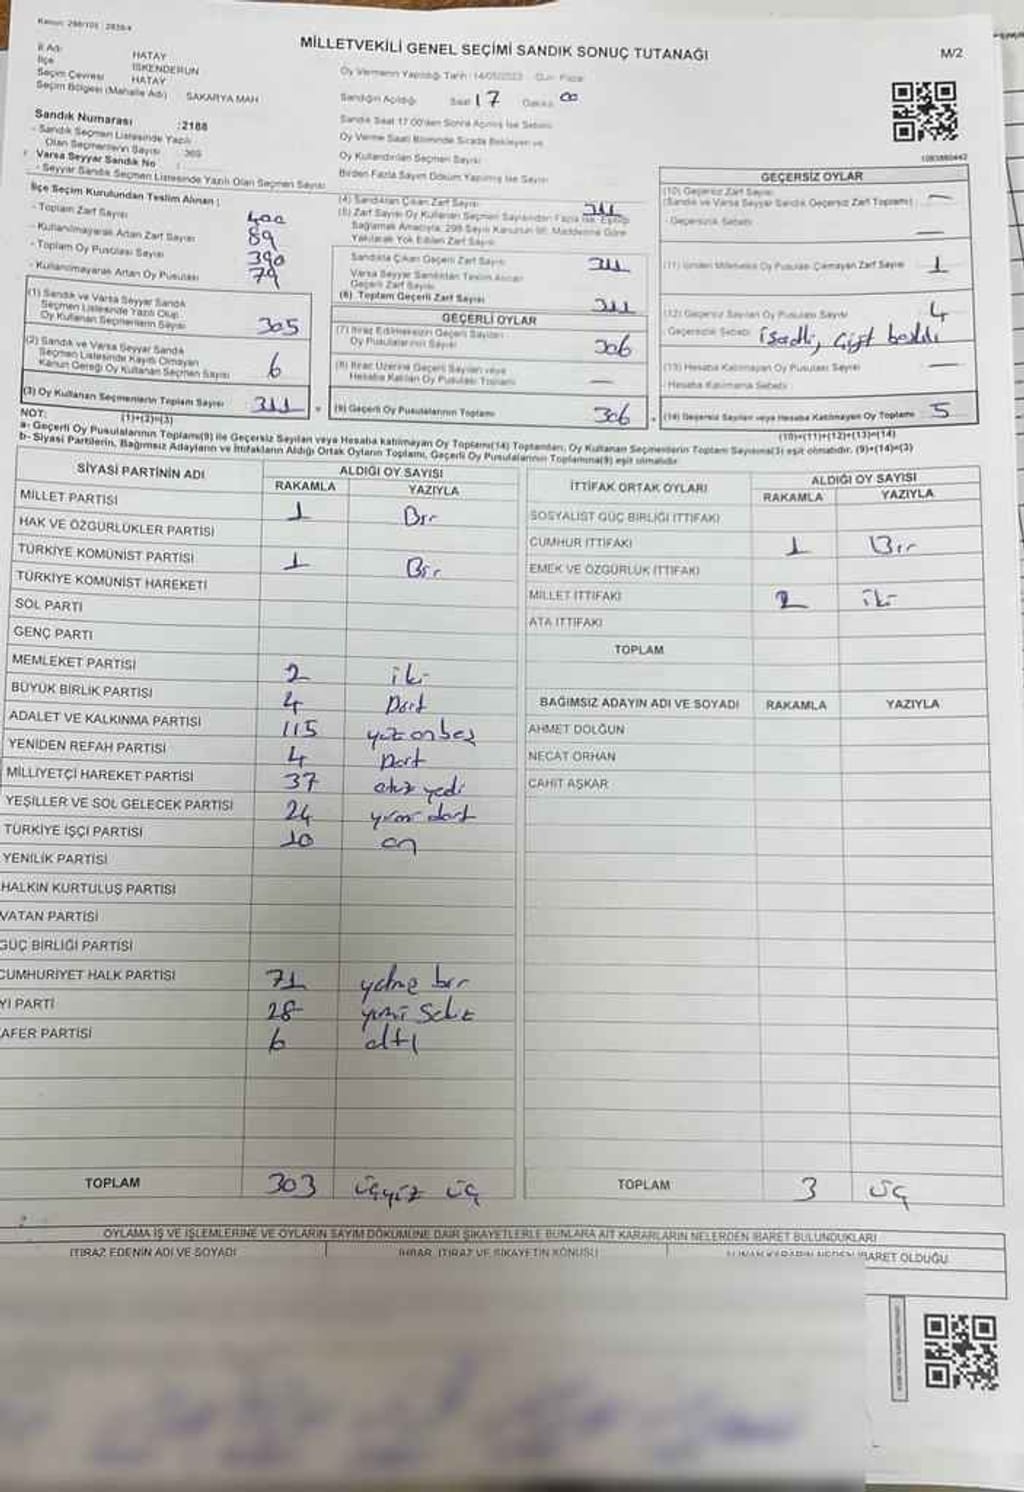 MİLLETVEKİLİ GENEL SEÇİMİ SANDIK SONUÇ TUTANAĞI
M/2
İl Adı HATAY
İlçe İSKENDERUN
Seçim Çevresi HATAY
Seçim Bölgesi (Mahalle Adı) SAKARYA MAH
Sandık Numarası :2188
- Sandık Seçmen Listesinde Yazılı
Olan Seçmenlerin Sayısı
Varsa Seyyar Sandık No :
- Seyyar Sandık Seçmen Listesinde Yazılı Olan Seçmen Sayısı
Oy Vermenin Yapıldığı Tarih : 14/05/2023 Gün: Pazar
Sandığın Açıldığı Saat 17 Dakika 00
Sandık Saat 17.00'den Sonra Açılmış İse Sebebi
Oy Verme Saati Bitiminde Sırada Bekleyen ve
Oy Kullandırılan Seçmen Sayısı
Birden Fazla Sayım Döküm Yapılmış İse Sayısı
İlçe Seçim Kurulundan Teslim Alınan ;
- Toplam Zarf Sayısı 400
- Kullanılmayarak Artan Zarf Sayısı 89
- Toplam Oy Pusulası Sayısı 390
- Kullanılmayarak Artan Oy Pusulası 79
(1) Sandık ve Varsa Seyyar Sandık
Seçmen Listesinde Yazılı Olup
Oy Kullanan Seçmenlerin Sayısı 305
(2) Sandık ve Varsa Seyyar Sandık
Seçmen Listesinde Kayıtlı Olmayan
Kanun Gereği Oy Kullanan Seçmen Sayısı 6
(3) Oy Kullanan Seçmenlerin Toplam Sayısı 311
(1)+(2)=(3)
(4) Sandıktan Çıkan Zarf Sayısı 311
(5) Zarf Sayısı Oy Kullanan Seçmen Sayısından Fazla ise, Eşitliği
Sağlamak Amacıyla, 298 Sayılı Kanunun 98. Maddesine Göre
Yakılarak Yok Edilen Zarf Sayısı
Sandıkta Çıkan Geçerli Zarf Sayısı 311
Varsa Seyyar Sandıktan Teslim Alınan
Geçerli Zarf Sayısı
(6) Toplam Geçerli Zarf Sayısı 311
GEÇERLİ OYLAR
(7) İtiraz Edilmeksizin Geçerli Sayılan
Oy Pusulalarının Sayısı 306
(8) İtiraz Üzerine Geçerli Sayılan veya
Hesaba Katılan Oy Pusulası Toplamı —
(9) Geçerli Oy Pusulalarının Toplamı 306
GEÇERSİZ OYLAR
(10) Geçersiz Zarf Sayısı
(Sandık ve Varsa Seyyar Sandık Geçersiz Zarf Toplamı) —
- Geçersizlik Sebebi —
(11) İçinden Milletvekili Oy Pusulası Çıkmayan Zarf Sayısı 1
(12) Geçersiz Sayılan Oy Pusulası Sayısı 4
- Geçersizlik Sebebi
(13) Hesaba Katılmayan Oy Pusulası Sayısı —
- Hesaba Katılmama Sebebi
(14) Geçersiz Sayılan veya Hesaba Katılmayan Oy Toplamı 5
(10)+(11)+(12)+(13)=(14)
NOT:
a- Geçerli Oy Pusulalarının Toplamı(9) ile Geçersiz Sayılan veya Hesaba katılmayan Oy Toplamı(14) Toplamları, Oy Kullanan Seçmenlerin Toplam Sayısına(3) eşit olmalıdır. (9)+(14)=(3)
b- Siyasi Partilerin, Bağımsız Adayların ve İttifakların Aldığı Ortak Oyların Toplamı, Geçerli Oy Pusulalarının Toplamına(9) eşit olmalıdır.
SİYASİ PARTİNİN ADI ALDIĞI OY SAYISI
RAKAMLA YAZIYLA
MİLLET PARTİSİ 1 Bir
HAK VE ÖZGÜRLÜKLER PARTİSİ
TÜRKİYE KOMÜNİST PARTİSİ 1 Bir
TÜRKİYE KOMÜNİST HAREKETİ
SOL PARTİ
GENÇ PARTİ
MEMLEKET PARTİSİ 2 iki
BÜYÜK BİRLİK PARTİSİ 4 Dört
ADALET VE KALKINMA PARTİSİ 115 yüz onbeş
YENİDEN REFAH PARTİSİ 4 Dört
MİLLİYETÇİ HAREKET PARTİSİ 37 otuz yedi
YEŞİLLER VE SOL GELECEK PARTİSİ 24 yirmi dört
TÜRKİYE İŞÇİ PARTİSİ 10 on
YENİLİK PARTİSİ
HALKIN KURTULUŞ PARTİSİ
VATAN PARTİSİ
GÜÇ BİRLİĞİ PARTİSİ
CUMHURİYET HALK PARTİSİ 71 yetmiş bir
Yİ PARTİ 28 yirmi Sekiz
AFER PARTİSİ 6 altı
TOPLAM 303 üçyüz üç
İTTİFAK ORTAK OYLARI ALDIĞI OY SAYISI
RAKAMLA YAZIYLA
SOSYALİST GÜÇ BİRLİĞİ İTTİFAKI
CUMHUR İTTİFAKI 1 Bir
EMEK VE ÖZGÜRLÜK İTTİFAKI
MİLLET İTTİFAKI 2 iki
ATA İTTİFAKI
TOPLAM
BAĞIMSIZ ADAYIN ADI VE SOYADI RAKAMLA YAZIYLA
AHMET DOLĞUN
NECAT ORHAN
CAHİT AŞKAR
TOPLAM 3 üç
OYLAMA İŞ VE İŞLEMLERİNE VE OYLARIN SAYIM DÖKÜMÜNE DAİR ŞİKAYETLERLE BUNLARA AİT KARARLARIN NELERDEN İBARET BULUNDUKLARI
İTİRAZ EDENİN ADI VE SOYADI İHBAR, İTİRAZ VE ŞİKAYETİN KONUSU ALINAN KARARIN NEDEN İBARET OLDUĞU